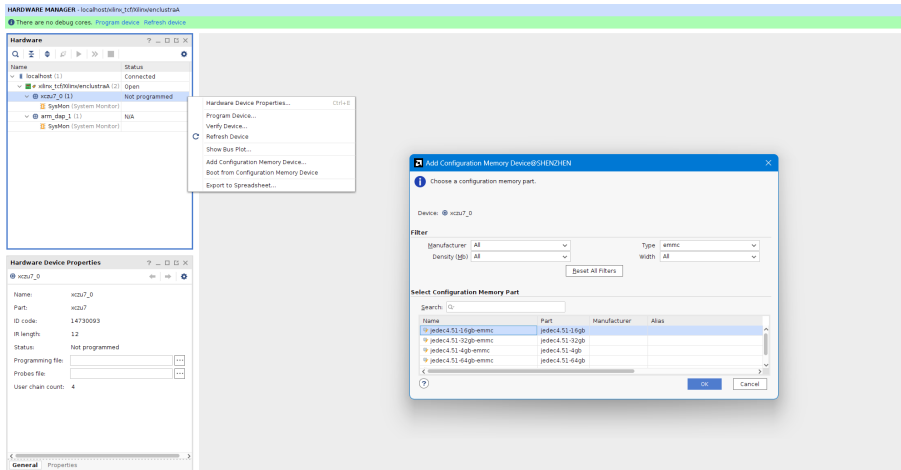 HARDWARE MANAGER - localhost/xilinx_tcf/Xilinx/enclustraA
There are no debug cores. Program device Refresh device
Hardware
Name Status
localhost (1) Connected
xilinx_tcf/Xilinx/enclustraA (2) Open
xczu7_0 (1) Not programmed
SysMon (System Monitor)
arm_dap_1 (1) N/A
SysMon (System Monitor)
Hardware Device Properties... Ctrl+E
Program Device...
Verify Device...
Refresh Device
Show Bus Plot...
Add Configuration Memory Device...
Boot from Configuration Memory Device
Export to Spreadsheet...
Hardware Device Properties
xczu7_0
Name: xczu7_0
Part: xczu7
ID code: 14730093
IR length: 12
Status: Not programmed
Programming file:
Probes file:
User chain count: 4
General Properties
Add Configuration Memory Device@SHENZHEN
Choose a configuration memory part.
Device: xczu7_0
Filter
Manufacturer All Type emmc
Density (Mb) All Width All
Reset All Filters
Select Configuration Memory Part
Search:
Name Part Manufacturer Alias
jedec4.51-16gb-emmc jedec4.51-16gb
jedec4.51-32gb-emmc jedec4.51-32gb
jedec4.51-4gb-emmc jedec4.51-4gb
jedec4.51-64gb-emmc jedec4.51-64gb
OK Cancel